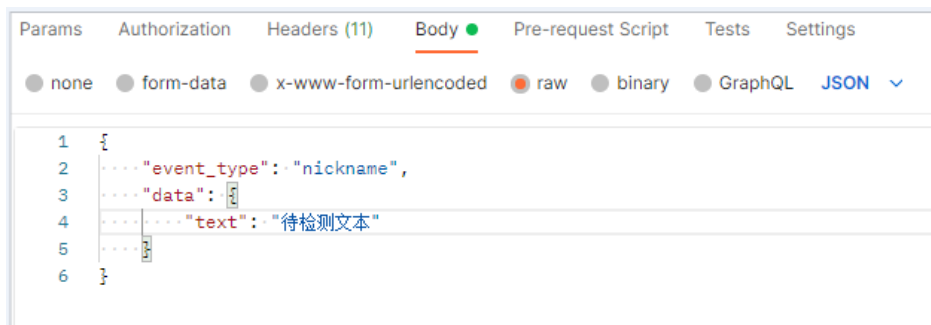 Params Authorization Headers (11) Body Pre-request Script Tests Settings
none form-data x-www-form-urlencoded raw binary GraphQL JSON
1 {
2 "event_type": "nickname",
3 "data": {
4 "text": "待检测文本"
5 }
6 }